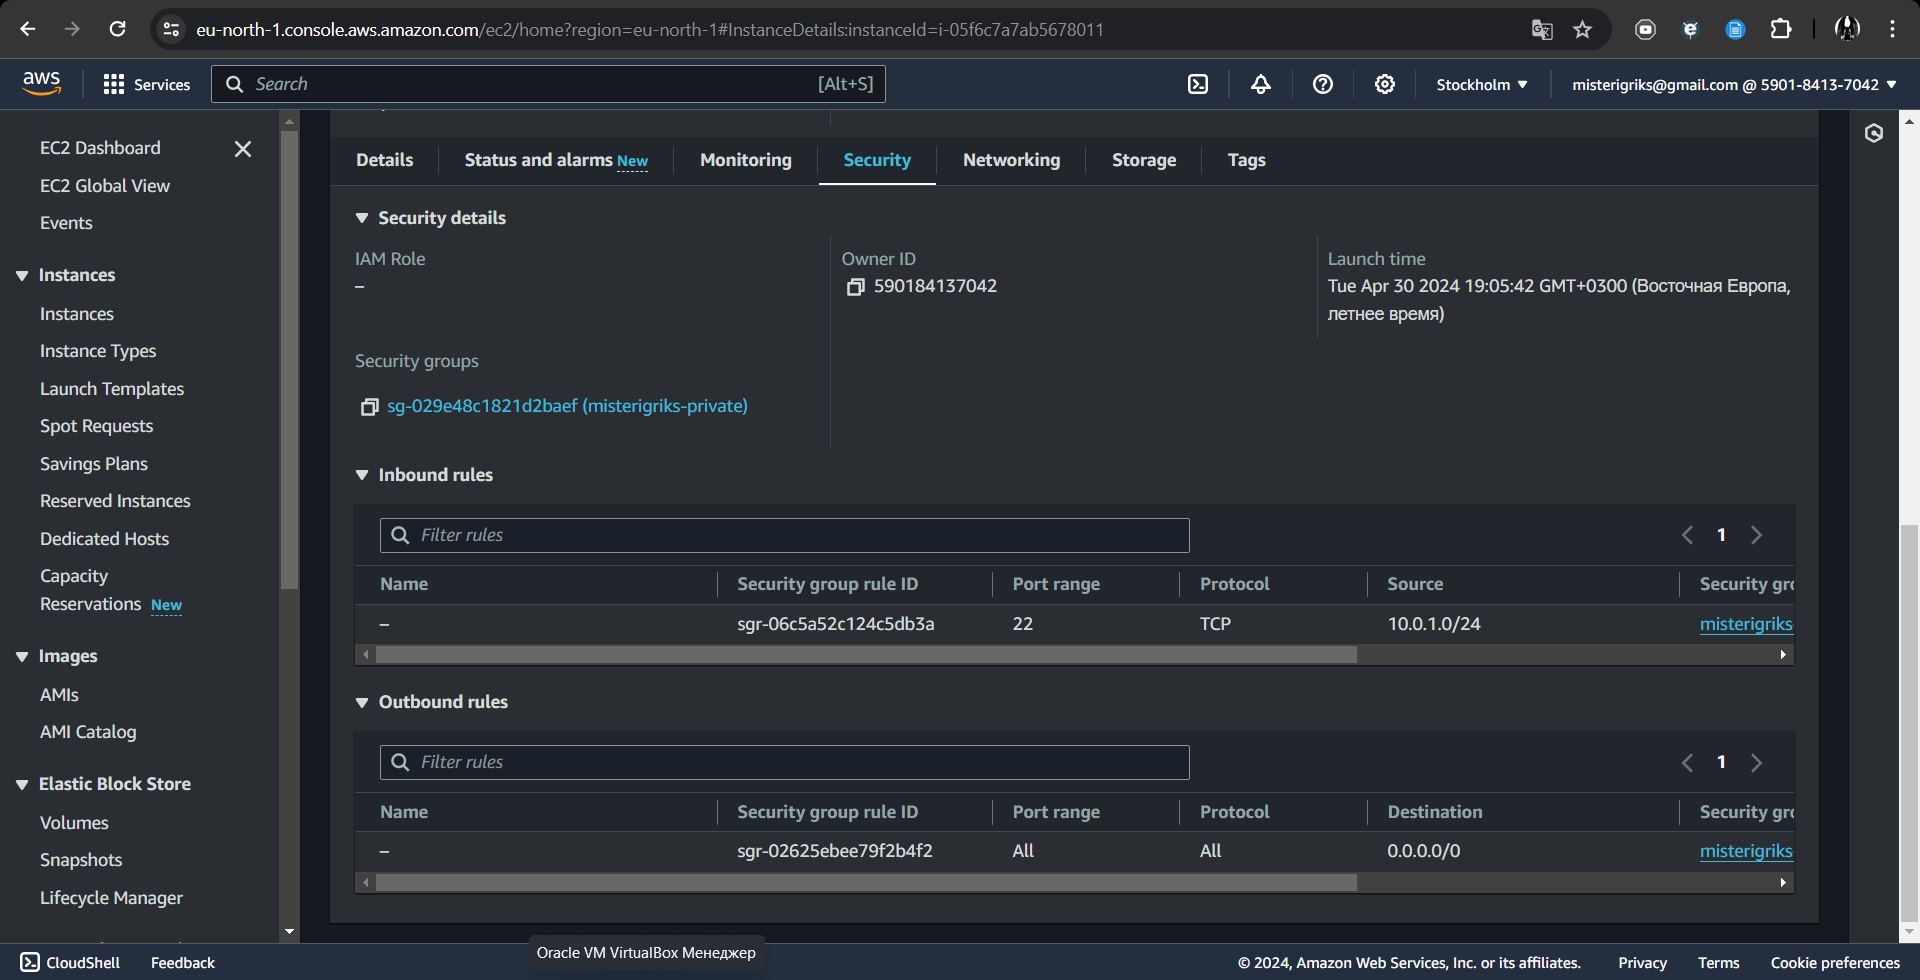 eu-north-1.console.aws.amazon.com/ec2/home?region=eu-north-1#InstanceDetails:instanceId=i-05f6c7a7ab5678011
aws
Services
Search
[Alt+S]
Stockholm
misterigriks@gmail.com @ 5901-8413-7042
EC2 Dashboard
EC2 Global View
Events
Instances
Instances
Instance Types
Launch Templates
Spot Requests
Savings Plans
Reserved Instances
Dedicated Hosts
Capacity
Reservations New
Images
AMIs
AMI Catalog
Elastic Block Store
Volumes
Snapshots
Lifecycle Manager
Details
Status and alarms New
Monitoring
Security
Networking
Storage
Tags
Security details
IAM Role
–
Owner ID
590184137042
Launch time
Tue Apr 30 2024 19:05:42 GMT+0300 (Восточная Европа,
летнее время)
Security groups
sg-029e48c1821d2baef (misterigriks-private)
Inbound rules
Filter rules
1
Name Security group rule ID Port range Protocol Source Security gro
– sgr-06c5a52c124c5db3a 22 TCP 10.0.1.0/24 misterigriks-
Outbound rules
Filter rules
1
Name Security group rule ID Port range Protocol Destination Security gro
– sgr-02625ebee79f2b4f2 All All 0.0.0.0/0 misterigriks-
Oracle VM VirtualBox Менеджер
CloudShell
Feedback
© 2024, Amazon Web Services, Inc. or its affiliates.
Privacy
Terms
Cookie preferences